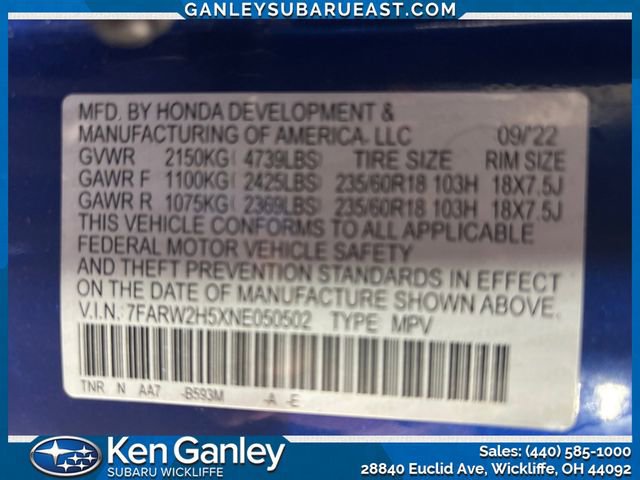 GANLEYSUBARUEAST.COM
MFD. BY HONDA DEVELOPMENT &
MANUFACTURING OF AMERICA, LLC 09/'22
GVWR 2150KG( 4739LBS) TIRE SIZE RIM SIZE
GAWR F 1100KG( 2425LBS) 235/60R18 103H 18X7.5J
GAWR R 1075KG( 2369LBS) 235/60R18 103H 18X7.5J
THIS VEHICLE CONFORMS TO ALL APPLICABLE
FEDERAL MOTOR VEHICLE SAFETY
AND THEFT PREVENTION STANDARDS IN EFFECT
ON THE DATE OF MANUFACTURE SHOWN ABOVE.
V.I.N. 7FARW2H5XNE050502 TYPE: MPV
TNR N AA7 -B593M -A -E
SUBARU
Ken Ganley
SUBARU WICKLIFFE
Sales: (440) 585-1000
28840 Euclid Ave, Wickliffe, OH 44092